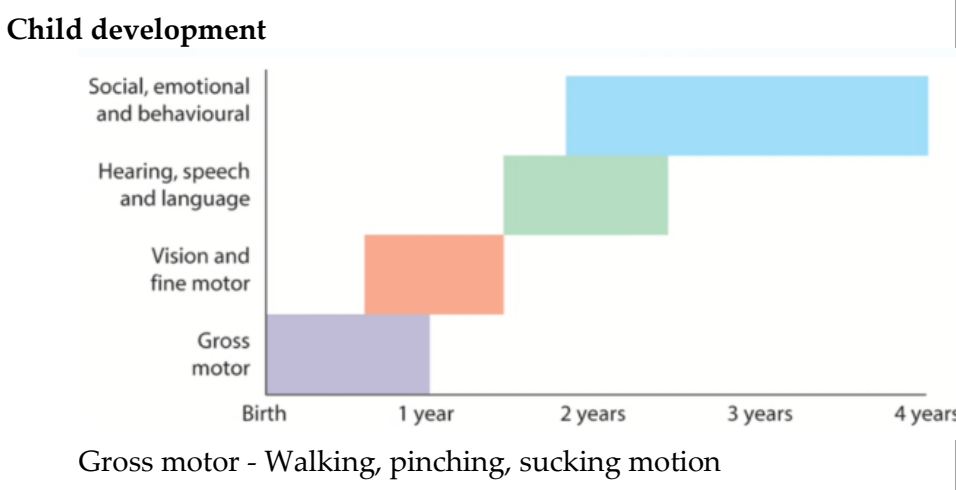 Child development
Social, emotional
and behavioural
Hearing, speech
and language
Vision and
fine motor
Gross
motor
Birth 1 year 2 years 3 years 4 years
Gross motor - Walking, pinching, sucking motion